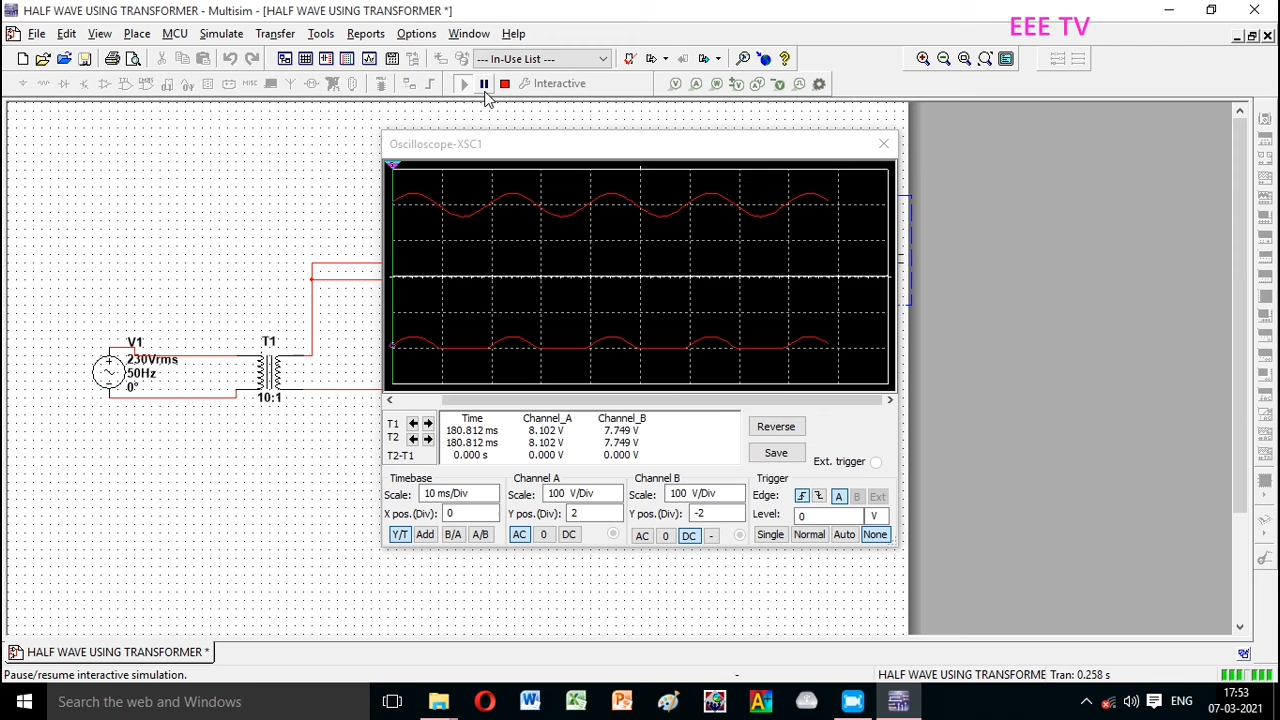 HALF WAVE USING TRANSFORMER - Multisim - [HALF WAVE USING TRANSFORMER *]
EEE TV
File Edit View Place MCU Simulate Transfer Tools Reports Options Window Help
--- In-Use List ---
Interactive
Oscilloscope-XSC1
V1
230Vrms
50Hz
0°
T1
10:1
Time Channel_A Channel_B
T1 180.812 ms 8.102 V 7.749 V
T2 180.812 ms 8.102 V 7.749 V
T2-T1 0.000 s 0.000 V 0.000 V
Reverse
Save
Ext. trigger
Timebase Channel A Channel B Trigger
Scale: 10 ms/Div Scale: 100 V/Div Scale: 100 V/Div Edge: A B Ext
X pos.(Div): 0 Y pos.(Div): 2 Y pos.(Div): -2 Level: 0 V
Y/T Add B/A A/B AC 0 DC AC 0 DC - Single Normal Auto None
HALF WAVE USING TRANSFORMER *
Pause/resume interactive simulation. - HALF WAVE USING TRANSFORME Tran: 0.258 s
Search the web and Windows
ENG
17:53
07-03-2021